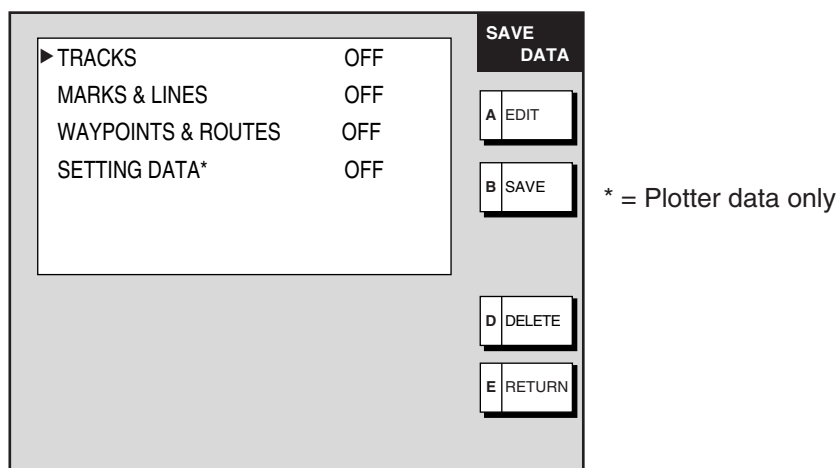 SAVE
DATA
▶TRACKS OFF
MARKS & LINES OFF
WAYPOINTS & ROUTES OFF
SETTING DATA* OFF
A EDIT
B SAVE
* = Plotter data only
D DELETE
E RETURN